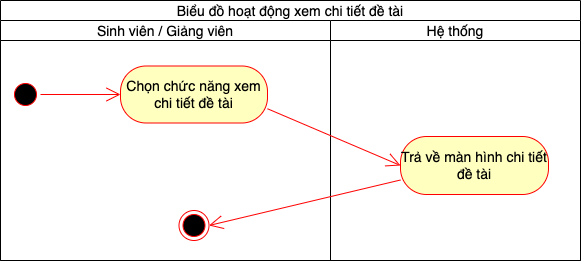 Biểu đồ hoạt động xem chi tiết đề tài
Sinh viên / Giảng viên
Hệ thống
Chọn chức năng xem
chi tiết đề tài
Trả về màn hình chi tiết
đề tài